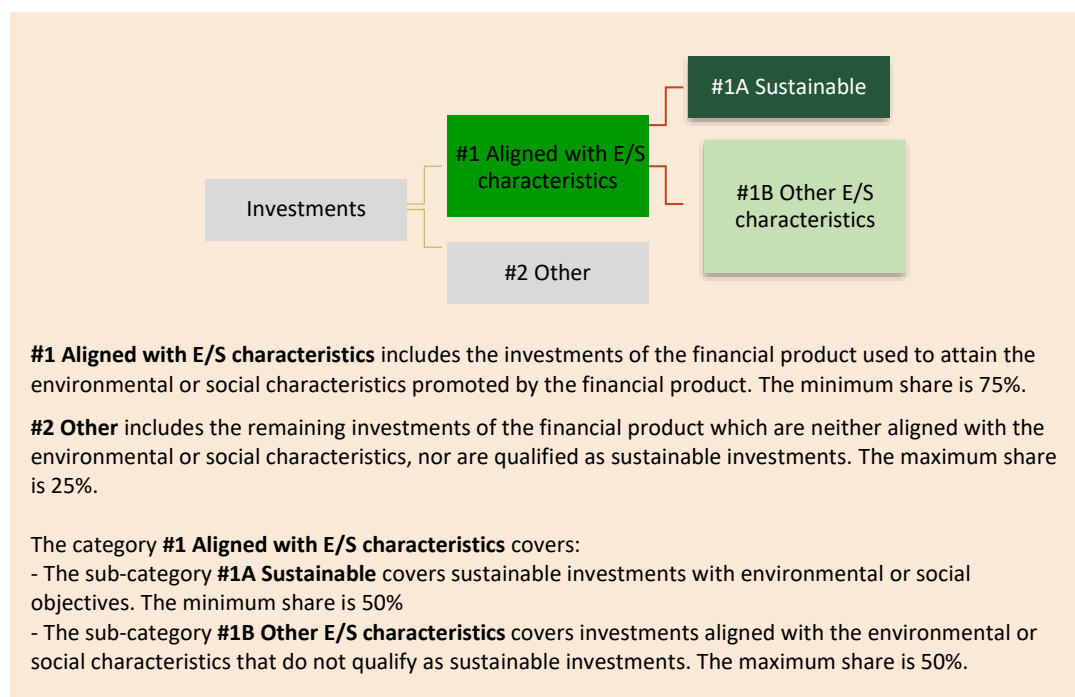 #1A Sustainable
#1 Aligned with E/S
characteristics
#1B Other E/S
characteristics
Investments
#2 Other
#1 Aligned with E/S characteristics includes the investments of the financial product used to attain the
environmental or social characteristics promoted by the financial product. The minimum share is 75%.
#2 Other includes the remaining investments of the financial product which are neither aligned with the
environmental or social characteristics, nor are qualified as sustainable investments. The maximum share
is 25%.
The category #1 Aligned with E/S characteristics covers:
- The sub-category #1A Sustainable covers sustainable investments with environmental or social
objectives. The minimum share is 50%
- The sub-category #1B Other E/S characteristics covers investments aligned with the environmental or
social characteristics that do not qualify as sustainable investments. The maximum share is 50%.